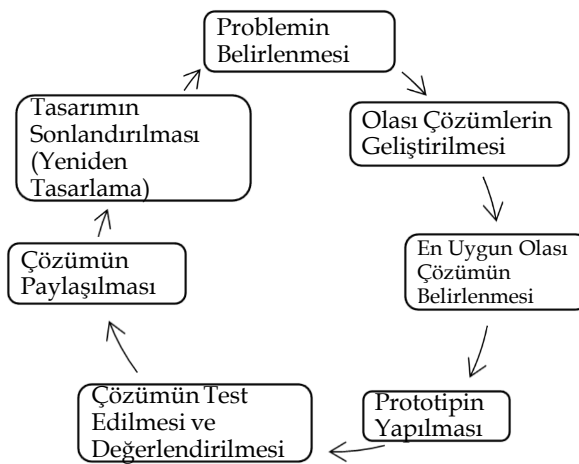 Problemin
Belirlenmesi
Olası Çözümlerin
Geliştirilmesi
En Uygun Olası
Çözümün
Belirlenmesi
Prototipin
Yapılması
Çözümün Test
Edilmesi ve
Değerlendirilmesi
Çözümün
Paylaşılması
Tasarımın
Sonlandırılması
(Yeniden
Tasarlama)